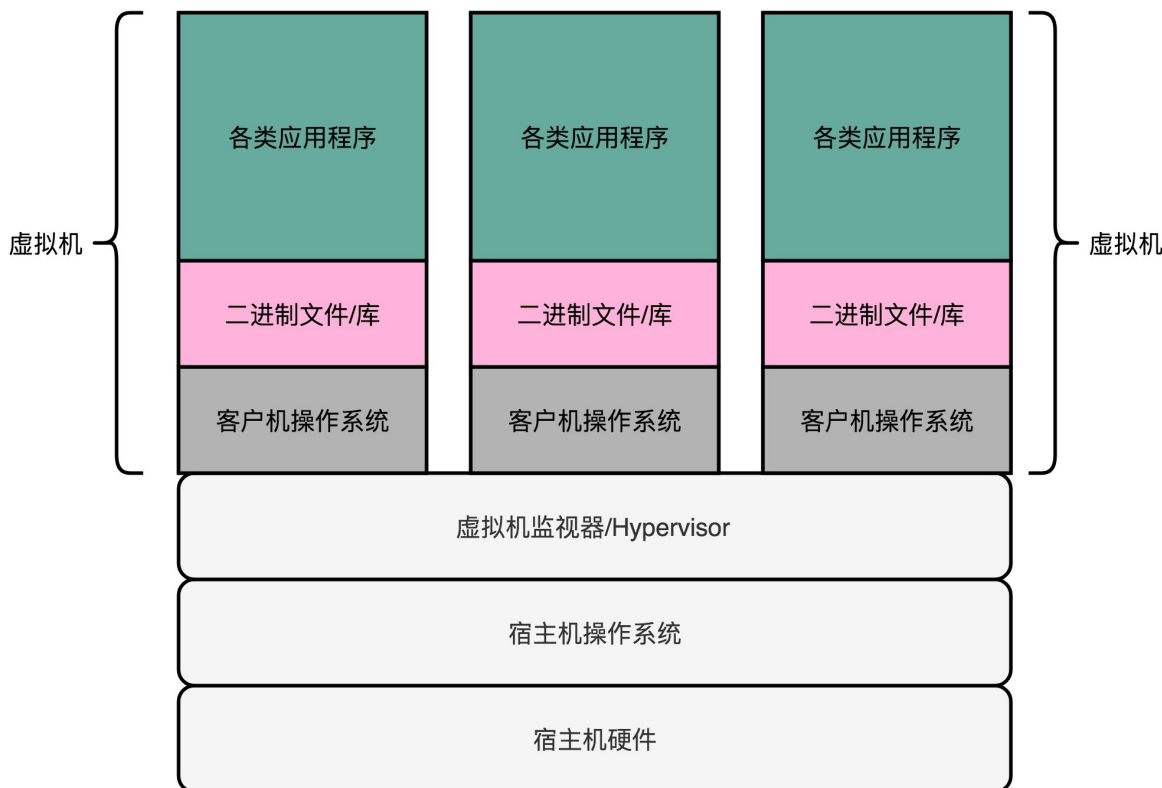 各类应用程序
各类应用程序
各类应用程序
虚拟机
虚拟机
二进制文件/库
二进制文件/库
二进制文件/库
客户机操作系统
客户机操作系统
客户机操作系统
虚拟机监视器/Hypervisor
宿主机操作系统
宿主机硬件